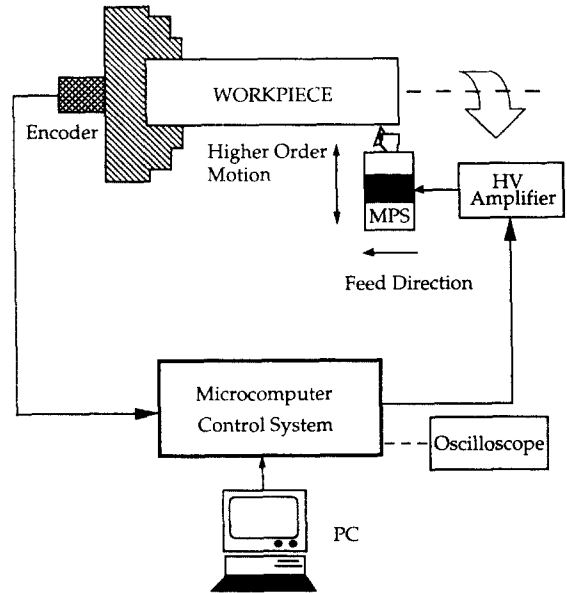 WORKPIECE
Encoder
Higher Order
Motion
HV
Amplifier
MPS
Feed Direction
Microcomputer
Control System
Oscilloscope
PC